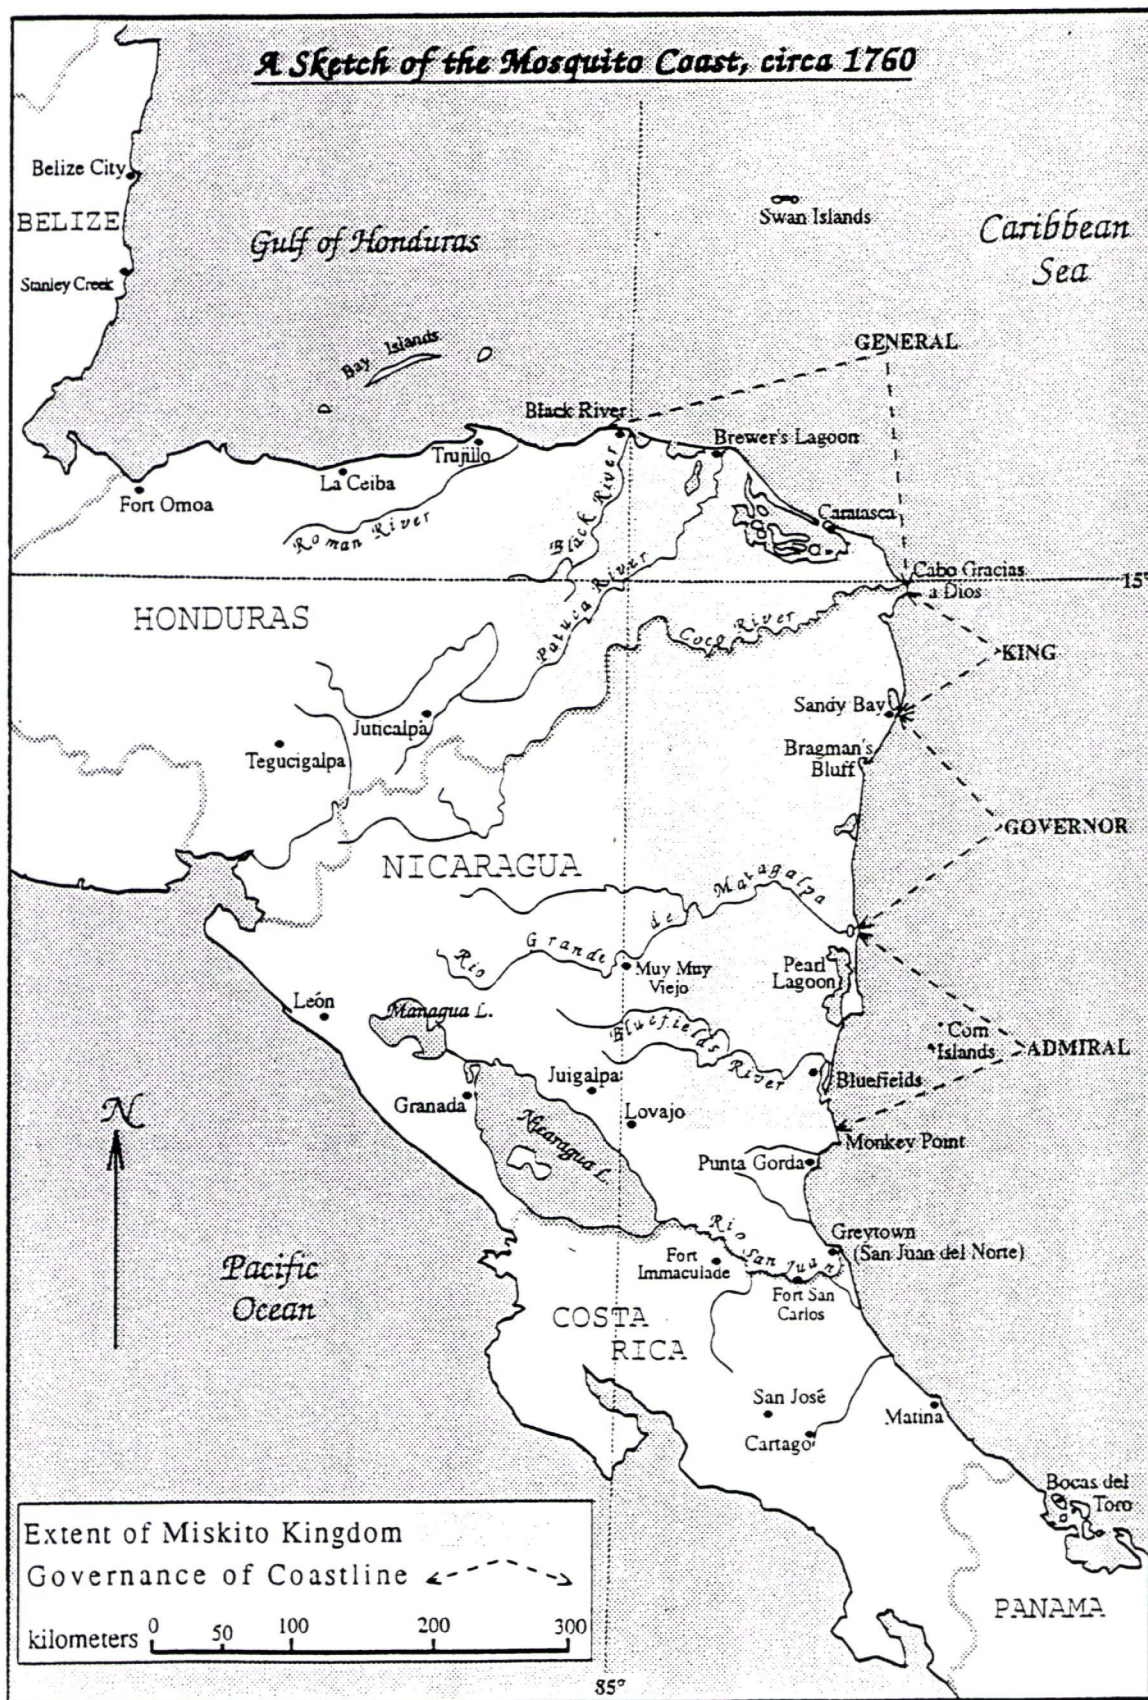 A Sketch of the Mosquito Coast, circa 1760
Belize City
BELIZE
Stanley Creek
Gulf of Honduras
Swan Islands
Caribbean
Sea
Bay Islands
GENERAL
Black River
Brewer's Lagoon
Trujillo
La Ceiba
Fort Omoa
Roman River
Black River
Caratasca
Patuca River
Cabo Gracias
a Dios
15°
HONDURAS
Coco River
KING
Sandy Bay
Juticalpa
Tegucigalpa
Bragman's
Bluff
GOVERNOR
NICARAGUA
Rio Grande de Matagalpa
Muy Muy
Viejo
Pearl
Lagoon
León
Managua L.
Bluefields River
Corn
Islands
ADMIRAL
Bluefields
Juigalpa
Granada
Lovajo
Nicaragua L.
N
Monkey Point
Punta Gorda
Rio San Juan
Greytown
(San Juan del Norte)
Fort
Immaculade
Fort San
Carlos
Pacific
Ocean
COSTA
RICA
San José
Cartago
Matina
Bocas del
Toro
PANAMA
Extent of Miskito Kingdom
Governance of Coastline
kilometers 0 50 100 200 300
85°